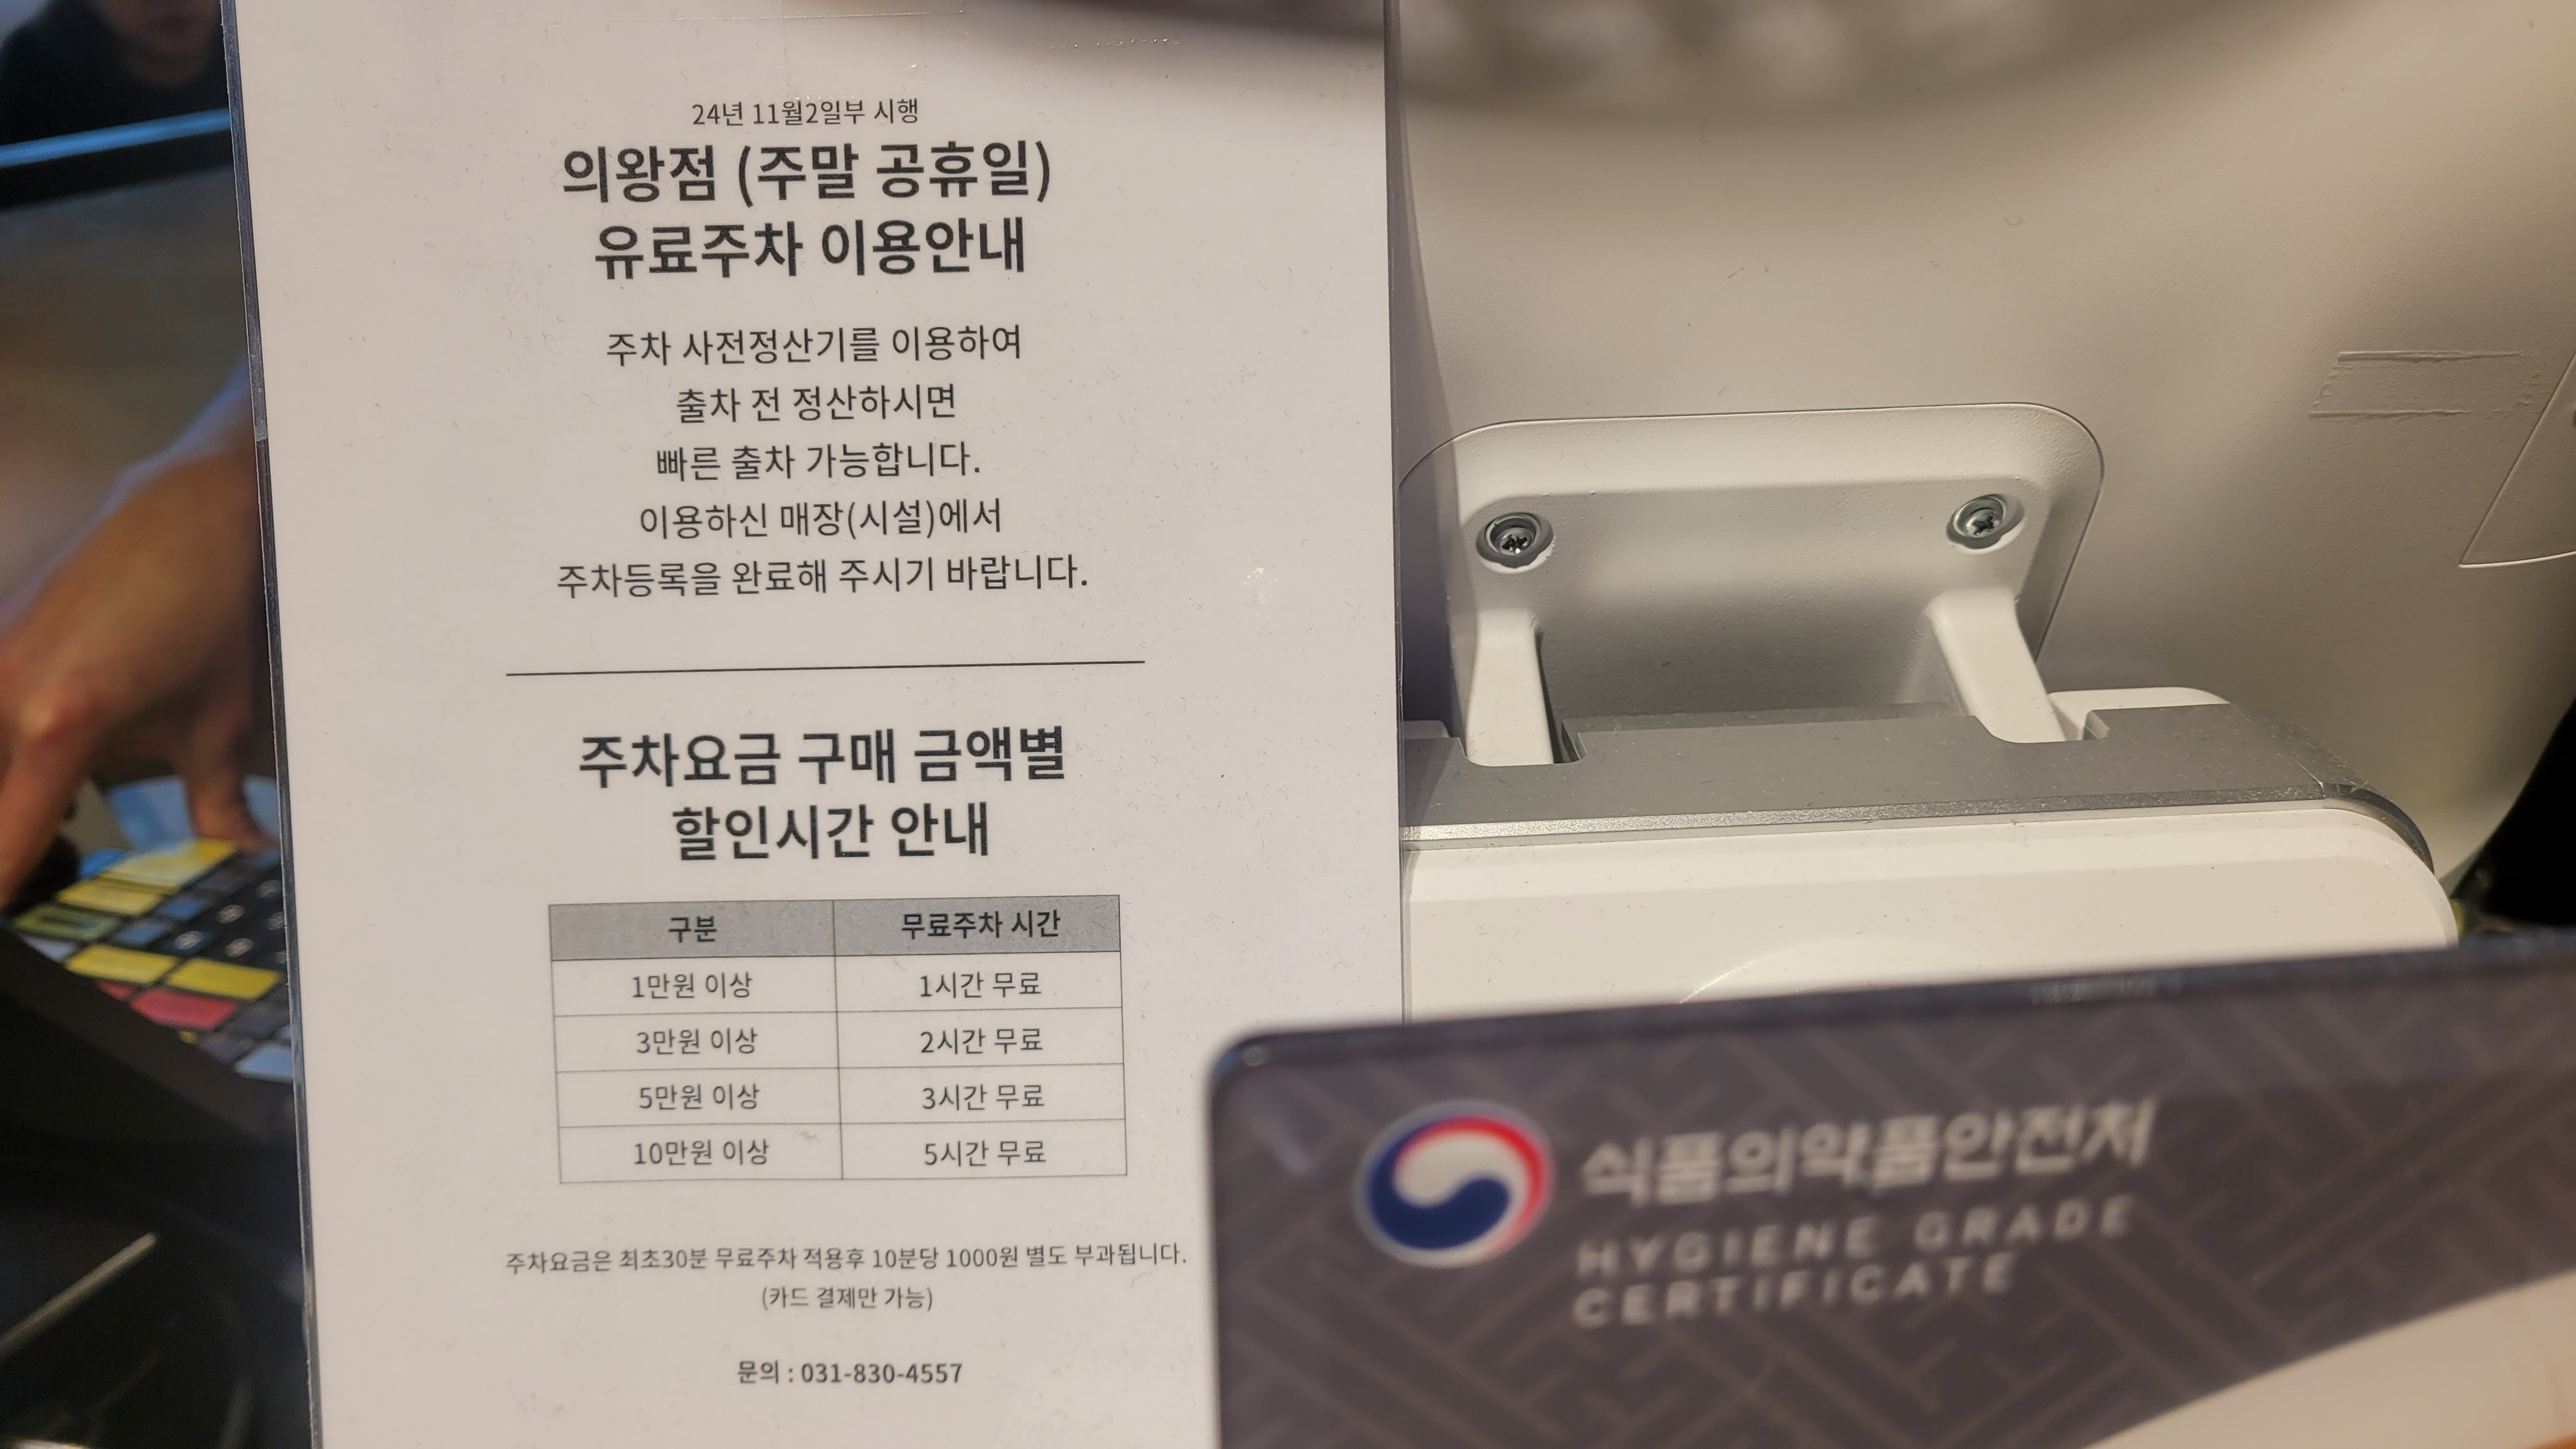 24년 11월2일부 시행
의왕점 (주말 공휴일)
유료주차 이용안내
주차 사전정산기를 이용하여
출차 전 정산하시면
빠른 출차 가능합니다.
이용하신 매장(시설)에서
주차등록을 완료해 주시기 바랍니다.
주차요금 구매 금액별
할인시간 안내
구분 무료주차 시간
1만원 이상 1시간 무료
3만원 이상 2시간 무료
5만원 이상 3시간 무료
10만원 이상 5시간 무료
주차요금은 최초30분 무료주차 적용후 10분당 1000원 별도 부과됩니다.
(카드 결제만 가능)
문의 : 031-830-4557
식품의약품안전처
HYGIENE GRADE
CERTIFICATE